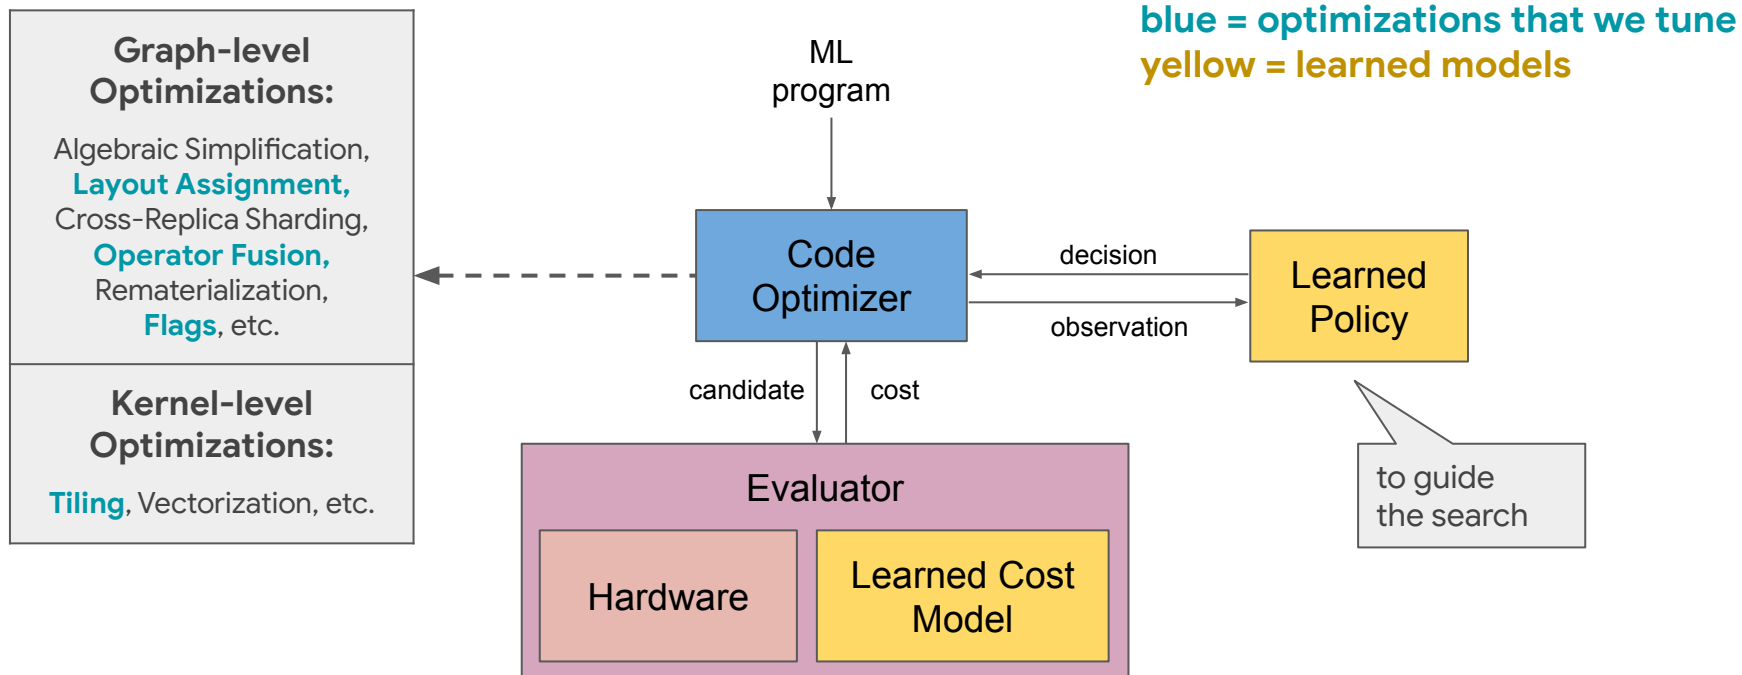 blue = optimizations that we tune
yellow = learned models
Graph-level
Optimizations:
Algebraic Simplification,
Layout Assignment,
Cross-Replica Sharding,
Operator Fusion,
Rematerialization,
Flags, etc.
Kernel-level
Optimizations:
Tiling, Vectorization, etc.
ML
program
Code
Optimizer
decision
observation
Learned
Policy
candidate
cost
to guide
the search
Evaluator
Hardware
Learned Cost
Model